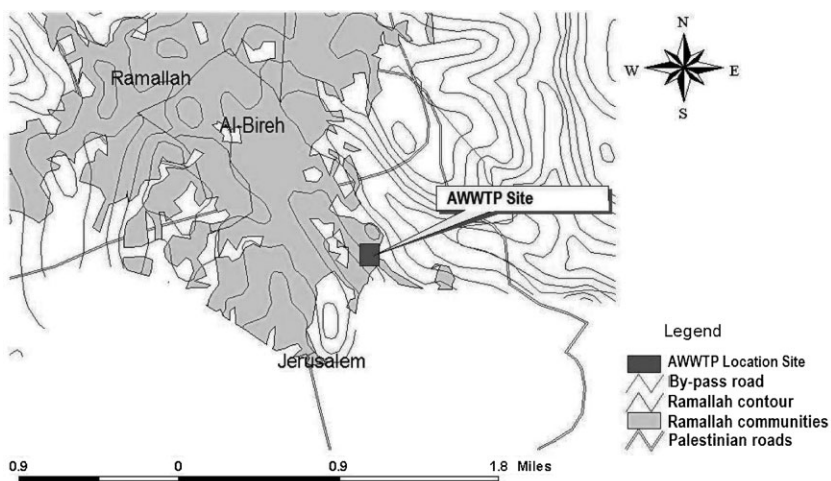 N
W E
S
Ramallah
Al-Bireh
AWWTP Site
Jerusalem
Legend
AWWTP Location Site
By-pass road
Ramallah contour
Ramallah communities
Palestinian roads
0.9 0 0.9 1.8 Miles